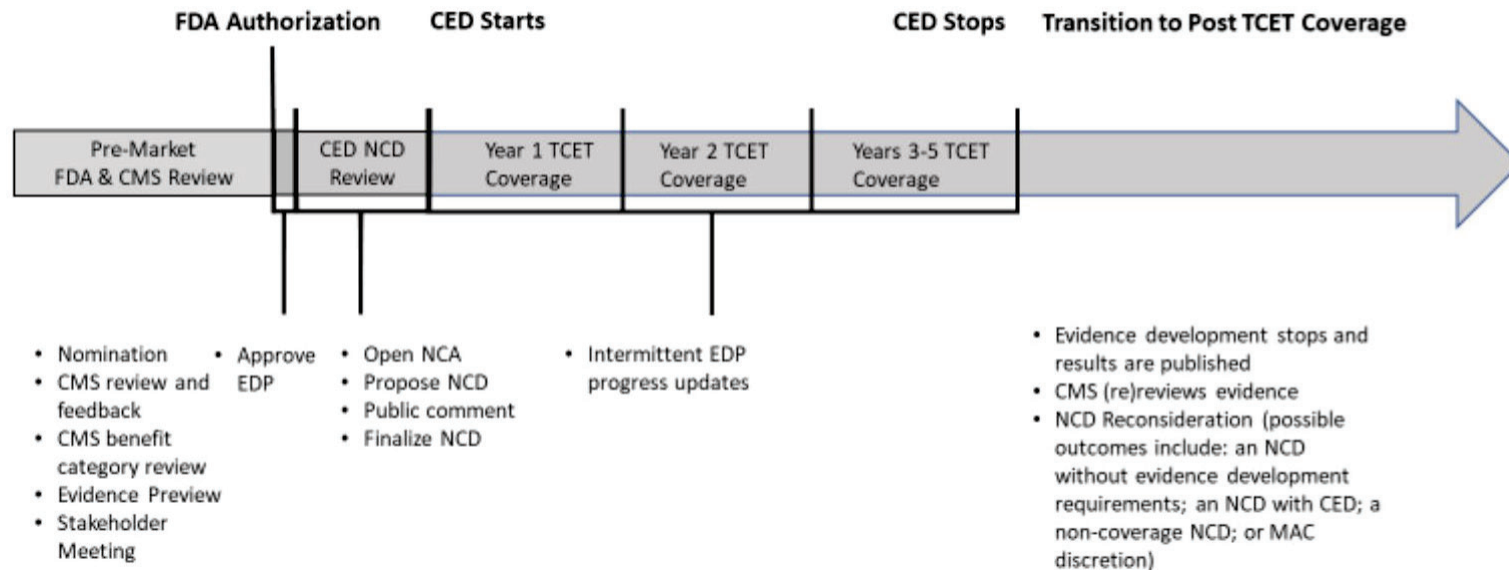 FDA Authorization
CED Starts
CED Stops
Transition to Post TCET Coverage
Pre-Market
FDA & CMS Review
CED NCD
Review
Year 1 TCET
Coverage
Year 2 TCET
Coverage
Years 3-5 TCET
Coverage
• Nomination
• CMS review and
feedback
• CMS benefit
category review
• Evidence Preview
• Stakeholder
Meeting
• Approve
EDP
• Open NCA
• Propose NCD
• Public comment
• Finalize NCD
• Intermittent EDP
progress updates
• Evidence development stops and
results are published
• CMS (re)reviews evidence
• NCD Reconsideration (possible
outcomes include: an NCD
without evidence development
requirements; an NCD with CED; a
non-coverage NCD; or MAC
discretion)